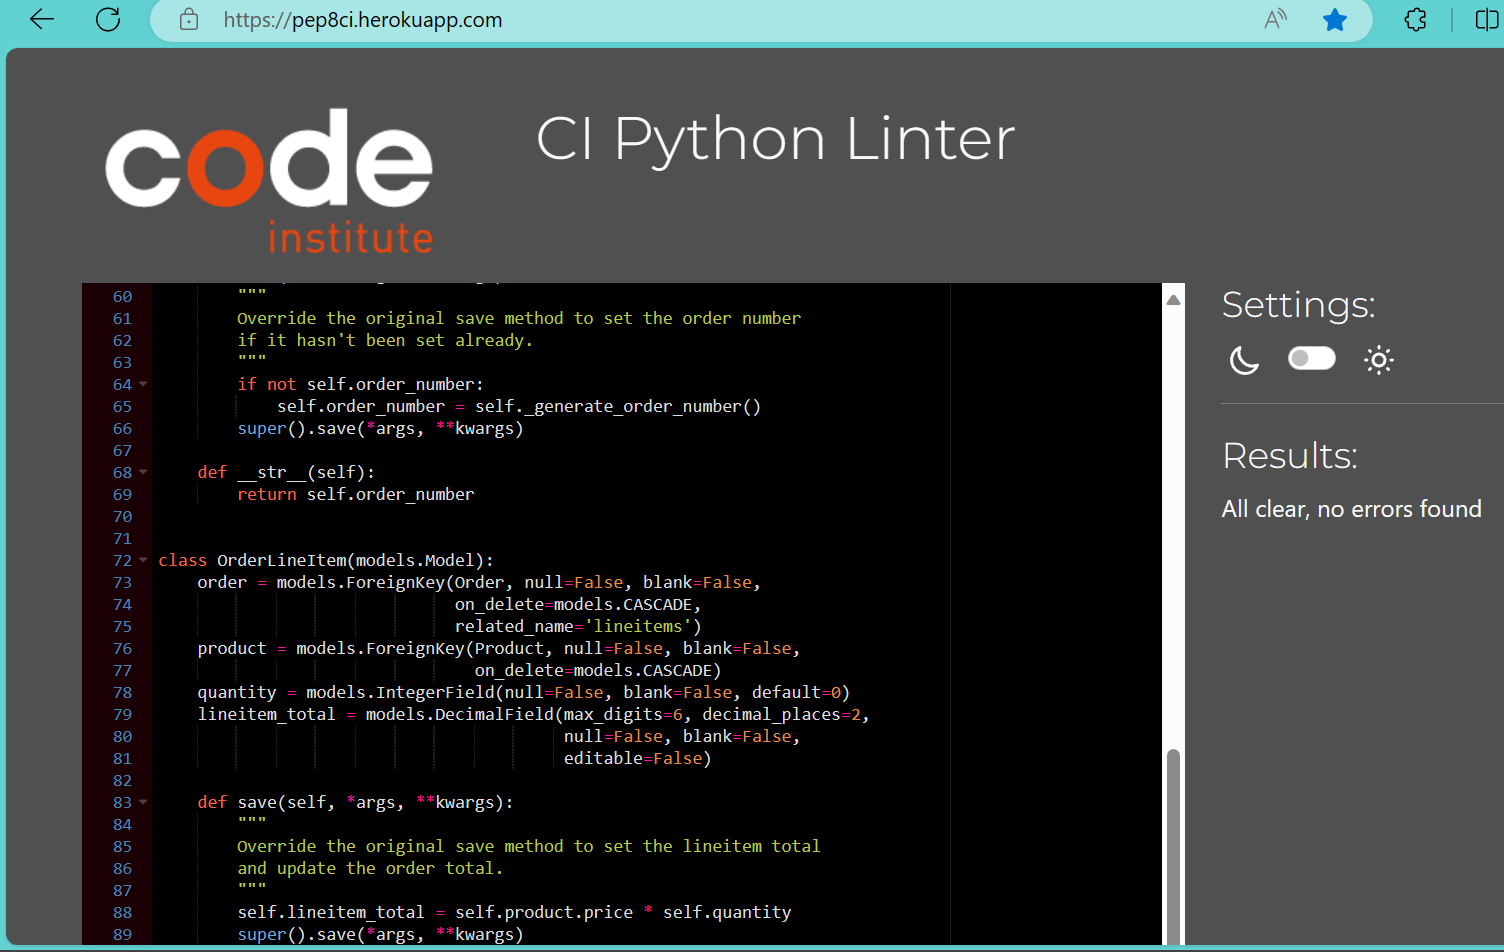 https://pep8ci.herokuapp.com
code
institute
CI Python Linter
60 """
61 Override the original save method to set the order number
62 if it hasn't been set already.
63 """
64 if not self.order_number:
65 self.order_number = self._generate_order_number()
66 super().save(*args, **kwargs)
67
68 def __str__(self):
69 return self.order_number
70
71
72 class OrderLineItem(models.Model):
73 order = models.ForeignKey(Order, null=False, blank=False,
74 on_delete=models.CASCADE,
75 related_name='lineitems')
76 product = models.ForeignKey(Product, null=False, blank=False,
77 on_delete=models.CASCADE)
78 quantity = models.IntegerField(null=False, blank=False, default=0)
79 lineitem_total = models.DecimalField(max_digits=6, decimal_places=2,
80 null=False, blank=False,
81 editable=False)
82
83 def save(self, *args, **kwargs):
84 """
85 Override the original save method to set the lineitem total
86 and update the order total.
87 """
88 self.lineitem_total = self.product.price * self.quantity
89 super().save(*args, **kwargs)
Settings:
Results:
All clear, no errors found